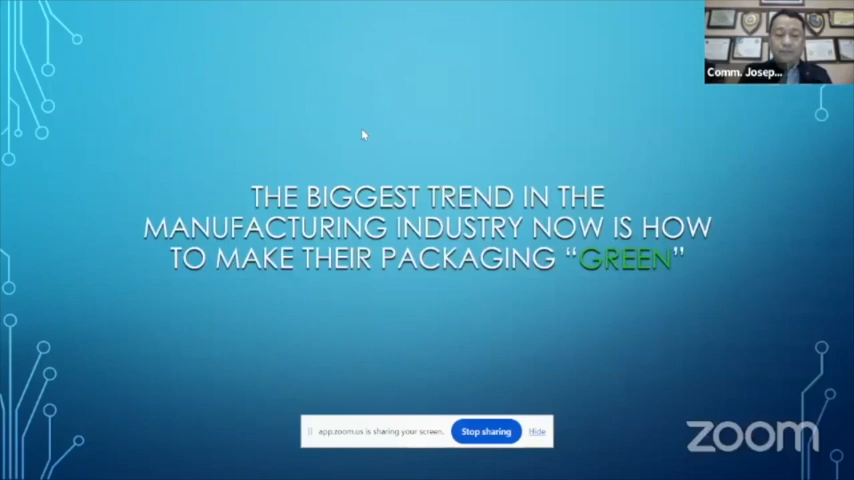 Comm. Josep...
THE BIGGEST TREND IN THE
MANUFACTURING INDUSTRY NOW IS HOW
TO MAKE THEIR PACKAGING “GREEN”
app.zoom.us is sharing your screen.
Stop sharing
Hide
zoom